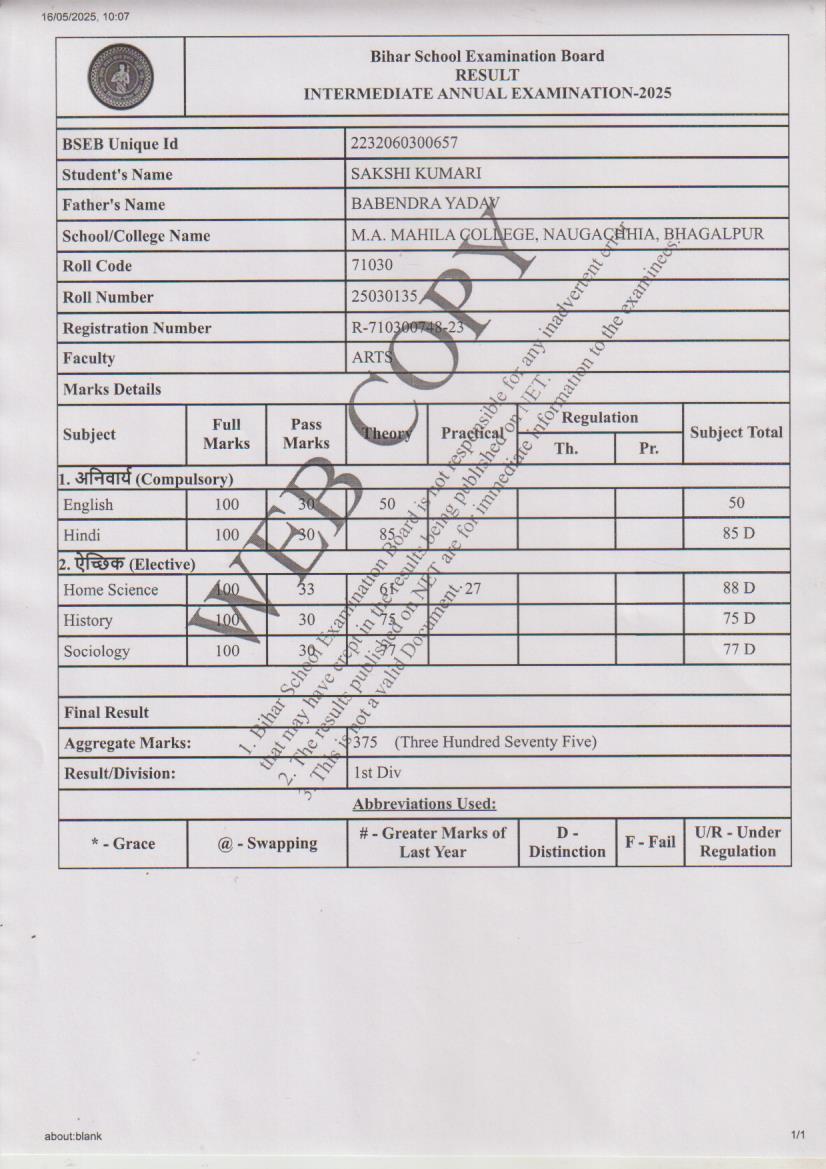 16/05/2025, 10:07
Bihar School Examination Board
RESULT
INTERMEDIATE ANNUAL EXAMINATION-2025
BSEB Unique Id 2232060300657
Student's Name SAKSHI KUMARI
Father's Name BABENDRA YADAV
School/College Name M.A. MAHILA COLLEGE, NAUGACHHIA, BHAGALPUR
Roll Code 71030
Roll Number 25030135
Registration Number R-710300748-23
Faculty ARTS
Marks Details
Subject Full Marks Pass Marks Theory Practical Regulation Th. Pr. Subject Total
1. अनिवार्य (Compulsory)
English 100 30 50 50
Hindi 100 30 85 85 D
2. ऐच्छिक (Elective)
Home Science 100 33 61 27 88 D
History 100 30 75 75 D
Sociology 100 30 77 77 D
Final Result
Aggregate Marks: 375 (Three Hundred Seventy Five)
Result/Division: 1st Div
Abbreviations Used:
* - Grace @ - Swapping # - Greater Marks of Last Year D - Distinction F - Fail U/R - Under Regulation
WEB COPY
1. Bihar School Examination Board is not responsible for any inadvertent error
that may have crept in the results being published on NET.
2. The results published on NET are for immediate information to the examinees.
3. This is not a valid Document.
about:blank 1/1